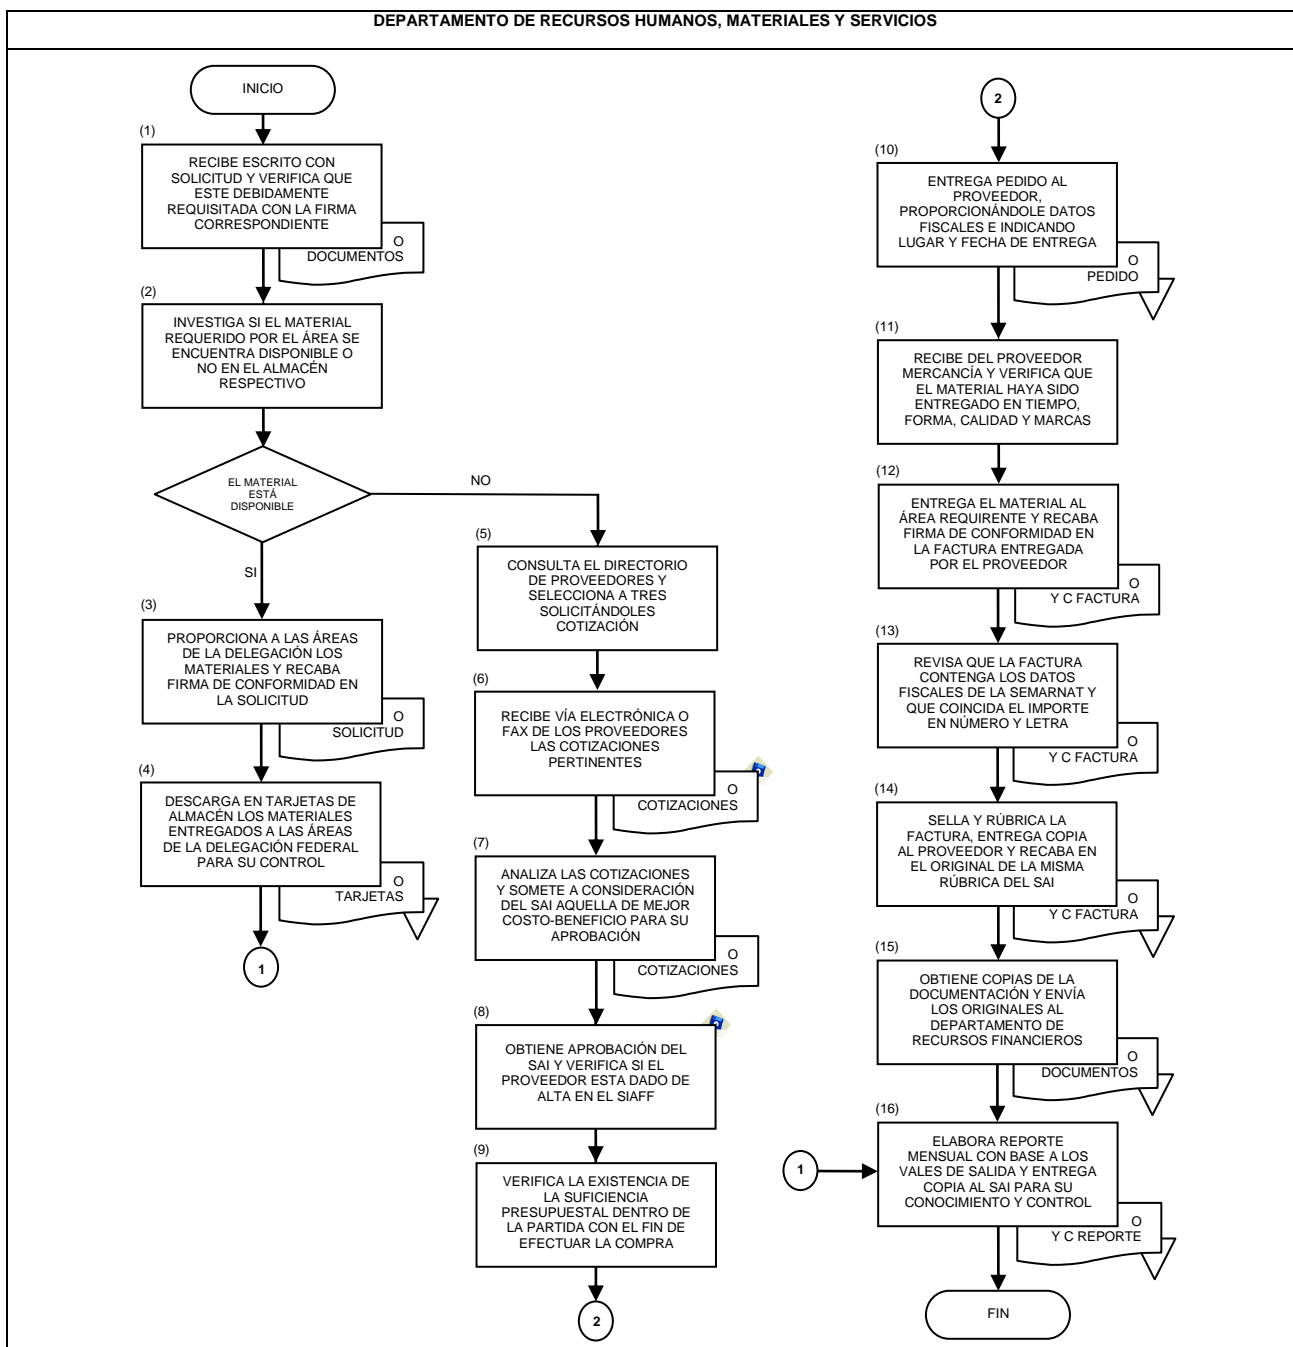 DEPARTAMENTO DE RECURSOS HUMANOS, MATERIALES Y SERVICIOS
INICIO
(1)
RECIBE ESCRITO CON
SOLICITUD Y VERIFICA QUE
ESTE DEBIDAMENTE
REQUISITADA CON LA FIRMA
CORRESPONDIENTE
O
DOCUMENTOS
(2)
INVESTIGA SI EL MATERIAL
REQUERIDO POR EL ÁREA SE
ENCUENTRA DISPONIBLE O
NO EN EL ALMACÉN
RESPECTIVO
EL MATERIAL
ESTÁ
DISPONIBLE
NO
SI
(3)
PROPORCIONA A LAS ÁREAS
DE LA DELEGACIÓN LOS
MATERIALES Y RECABA
FIRMA DE CONFORMIDAD EN
LA SOLICITUD
O
SOLICITUD
(4)
DESCARGA EN TARJETAS DE
ALMACÉN LOS MATERIALES
ENTREGADOS A LAS ÁREAS
DE LA DELEGACIÓN FEDERAL
PARA SU CONTROL
O
TARJETAS
1
(5)
CONSULTA EL DIRECTORIO
DE PROVEEDORES Y
SELECCIONA A TRES
SOLICITÁNDOLES
COTIZACIÓN
(6)
RECIBE VÍA ELECTRÓNICA O
FAX DE LOS PROVEEDORES
LAS COTIZACIONES
PERTINENTES
O
COTIZACIONES
(7)
ANALIZA LAS COTIZACIONES
Y SOMETE A CONSIDERACIÓN
DEL SAI AQUELLA DE MEJOR
COSTO-BENEFICIO PARA SU
APROBACIÓN
O
COTIZACIONES
(8)
OBTIENE APROBACIÓN DEL
SAI Y VERIFICA SI EL
PROVEEDOR ESTA DADO DE
ALTA EN EL SIAFF
(9)
VERIFICA LA EXISTENCIA DE
LA SUFICIENCIA
PRESUPUESTAL DENTRO DE
LA PARTIDA CON EL FIN DE
EFECTUAR LA COMPRA
2
2
(10)
ENTREGA PEDIDO AL
PROVEEDOR,
PROPORCIONÁNDOLE DATOS
FISCALES E INDICANDO
LUGAR Y FECHA DE ENTREGA
O
PEDIDO
(11)
RECIBE DEL PROVEEDOR
MERCANCÍA Y VERIFICA QUE
EL MATERIAL HAYA SIDO
ENTREGADO EN TIEMPO,
FORMA, CALIDAD Y MARCAS
(12)
ENTREGA EL MATERIAL AL
ÁREA REQUIRENTE Y RECABA
FIRMA DE CONFORMIDAD EN
LA FACTURA ENTREGADA
POR EL PROVEEDOR
O
Y C FACTURA
(13)
REVISA QUE LA FACTURA
CONTENGA LOS DATOS
FISCALES DE LA SEMARNAT Y
QUE COINCIDA EL IMPORTE
EN NÚMERO Y LETRA
O
Y C FACTURA
(14)
SELLA Y RÚBRICA LA
FACTURA, ENTREGA COPIA
AL PROVEEDOR Y RECABA EN
EL ORIGINAL DE LA MISMA
RÚBRICA DEL SAI
O
Y C FACTURA
(15)
OBTIENE COPIAS DE LA
DOCUMENTACIÓN Y ENVÍA
LOS ORIGINALES AL
DEPARTAMENTO DE
RECURSOS FINANCIEROS
O
DOCUMENTOS
(16)
1
ELABORA REPORTE
MENSUAL CON BASE A LOS
VALES DE SALIDA Y ENTREGA
COPIA AL SAI PARA SU
CONOCIMIENTO Y CONTROL
O
Y C REPORTE
FIN